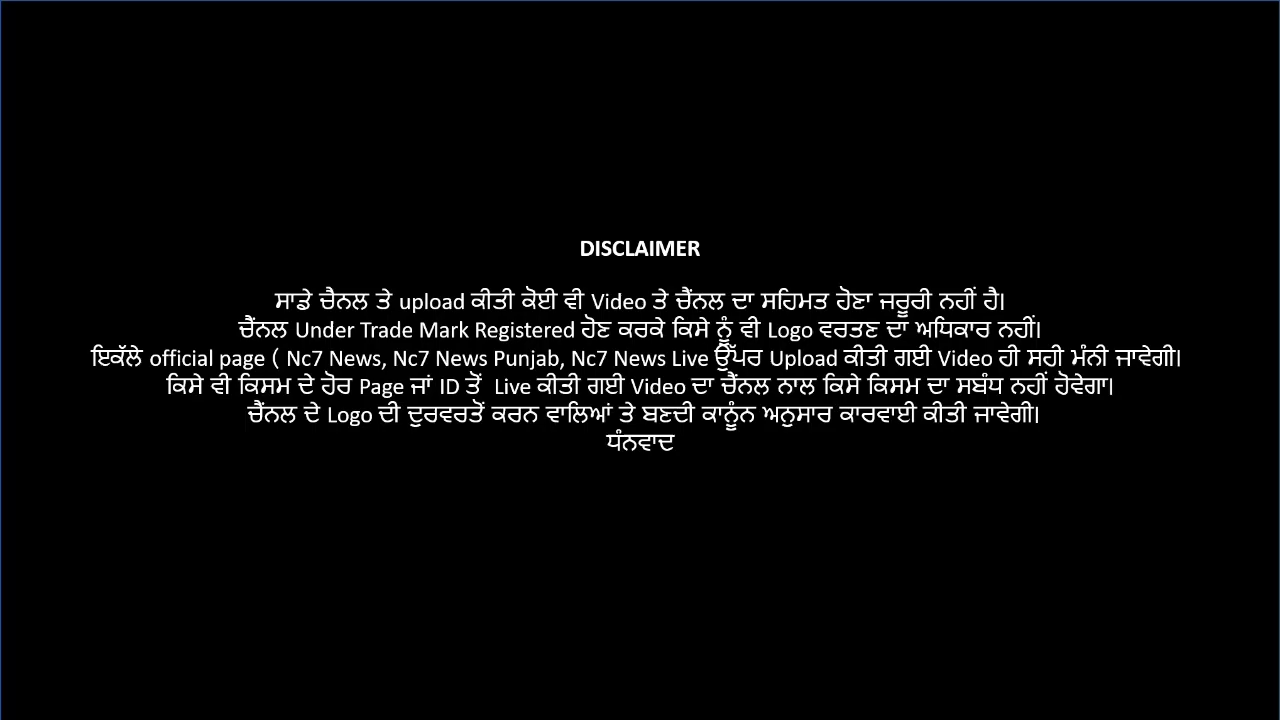 DISCLAIMER
ਸਾਡੇ ਚੈਨਲ ਤੇ upload ਕੀਤੀ ਕੋਈ ਵੀ Video ਤੇ ਚੈਂਨਲ ਦਾ ਸਹਿਮਤ ਹੋਣਾ ਜਰੂਰੀ ਨਹੀਂ ਹੈ।
ਚੈਂਨਲ Under Trade Mark Registered ਹੋਣ ਕਰਕੇ ਕਿਸੇ ਨੂੰ ਵੀ Logo ਵਰਤਣ ਦਾ ਅਧਿਕਾਰ ਨਹੀਂ।
ਇਕੱਲੇ official page ( Nc7 News, Nc7 News Punjab, Nc7 News Live ਉੱਪਰ Upload ਕੀਤੀ ਗਈ Video ਹੀ ਸਹੀ ਮੰਨੀ ਜਾਵੇਗੀ।
ਕਿਸੇ ਵੀ ਕਿਸਮ ਦੇ ਹੋਰ Page ਜਾਂ ID ਤੋਂ Live ਕੀਤੀ ਗਈ Video ਦਾ ਚੈਂਨਲ ਨਾਲ ਕਿਸੇ ਕਿਸਮ ਦਾ ਸਬੰਧ ਨਹੀਂ ਹੋਵੇਗਾ।
ਚੈਂਨਲ ਦੇ Logo ਦੀ ਦੁਰਵਰਤੋਂ ਕਰਨ ਵਾਲਿਆਂ ਤੇ ਬਣਦੀ ਕਾਨੂੰਨ ਅਨੁਸਾਰ ਕਾਰਵਾਈ ਕੀਤੀ ਜਾਵੇਗੀ।
ਧੰਨਵਾਦ